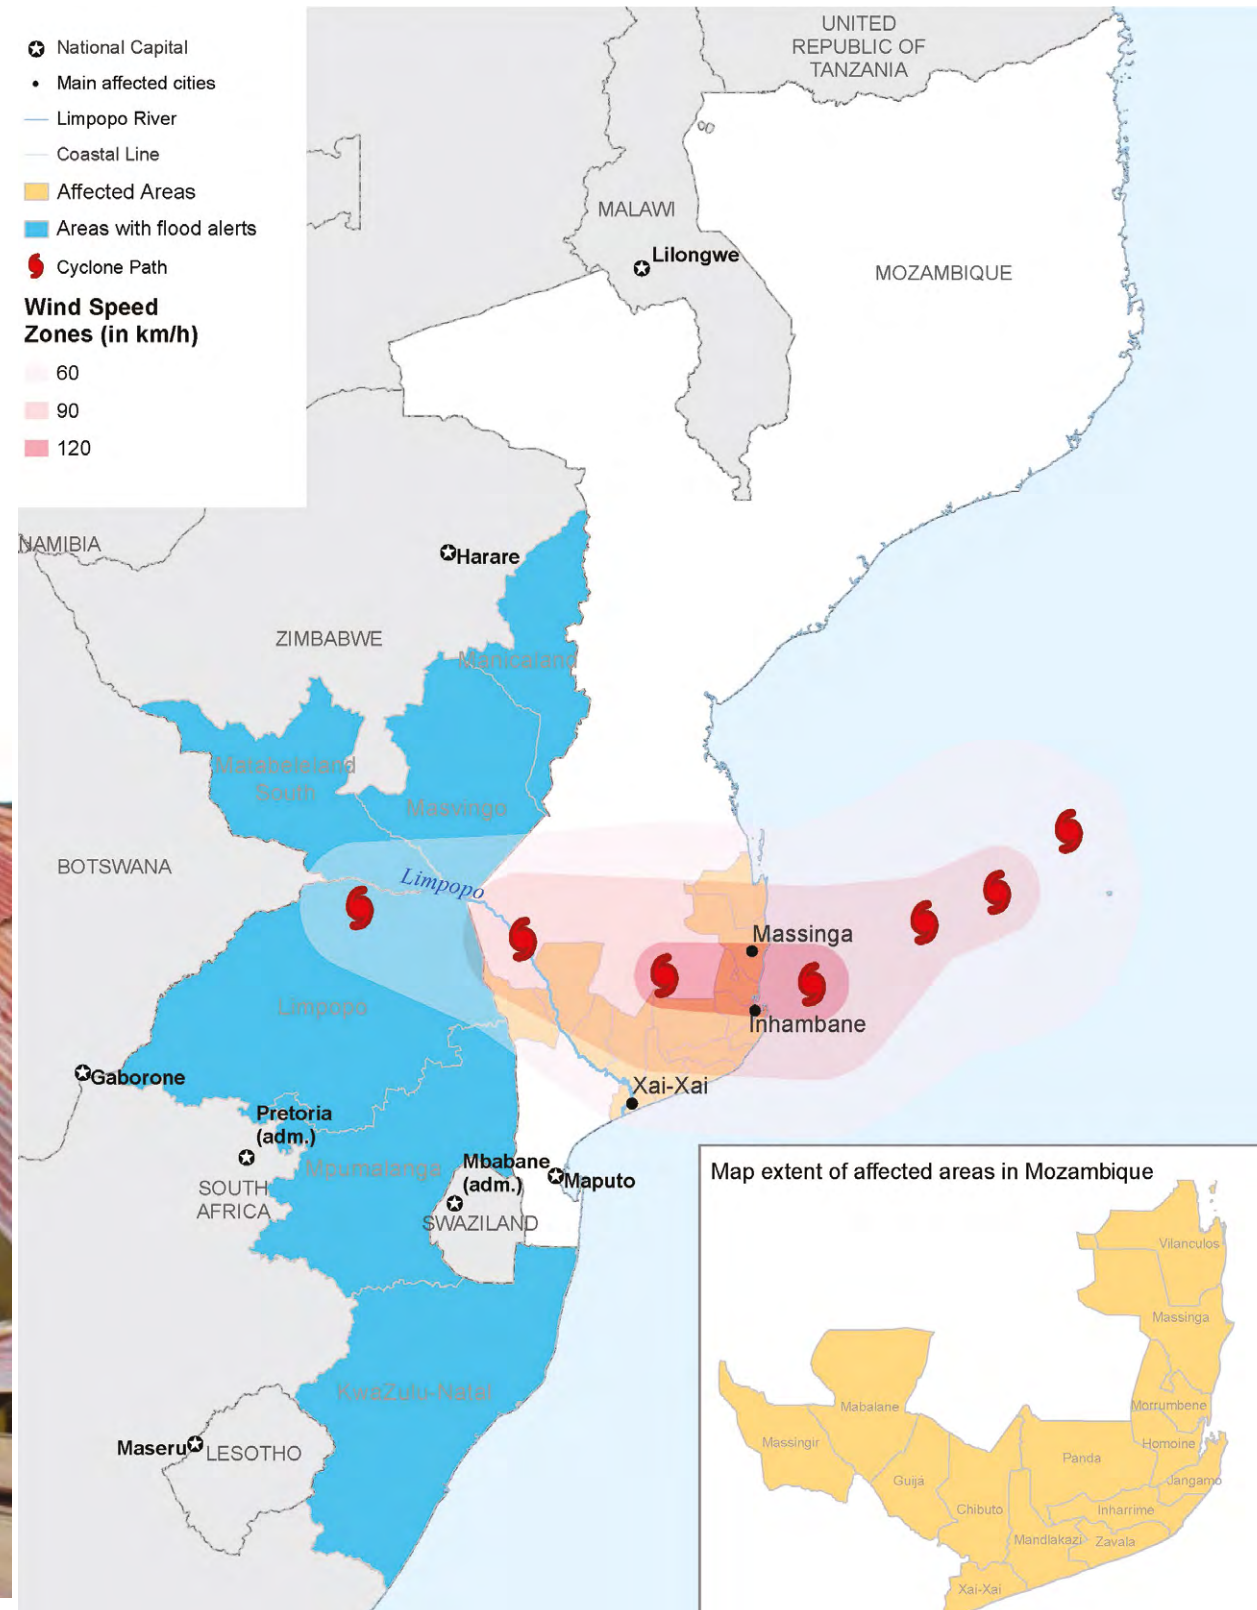 National Capital
Main affected cities
Limpopo River
Coastal Line
Affected Areas
Areas with flood alerts
Cyclone Path
Wind Speed
Zones (in km/h)
60
90
120
UNITED
REPUBLIC OF
TANZANIA
MALAWI
Lilongwe
MOZAMBIQUE
NAMIBIA
Harare
ZIMBABWE
Manicaland
Matabeleland
South
Masvingo
BOTSWANA
Limpopo
Massinga
Limpopo
Inhambane
Gaborone
Xai-Xai
Pretoria
(adm.)
Mpumalanga
Mbabane
(adm.)
Maputo
SOUTH
AFRICA
SWAZILAND
KwaZulu-Natal
Maseru
LESOTHO
Map extent of affected areas in Mozambique
Vilanculos
Massinga
Mabalane
Morrumbene
Massingir
Homoine
Panda
Guijá
Jangamo
Chibuto
Inharrime
Mandlakazi
Zavala
Xai-Xai